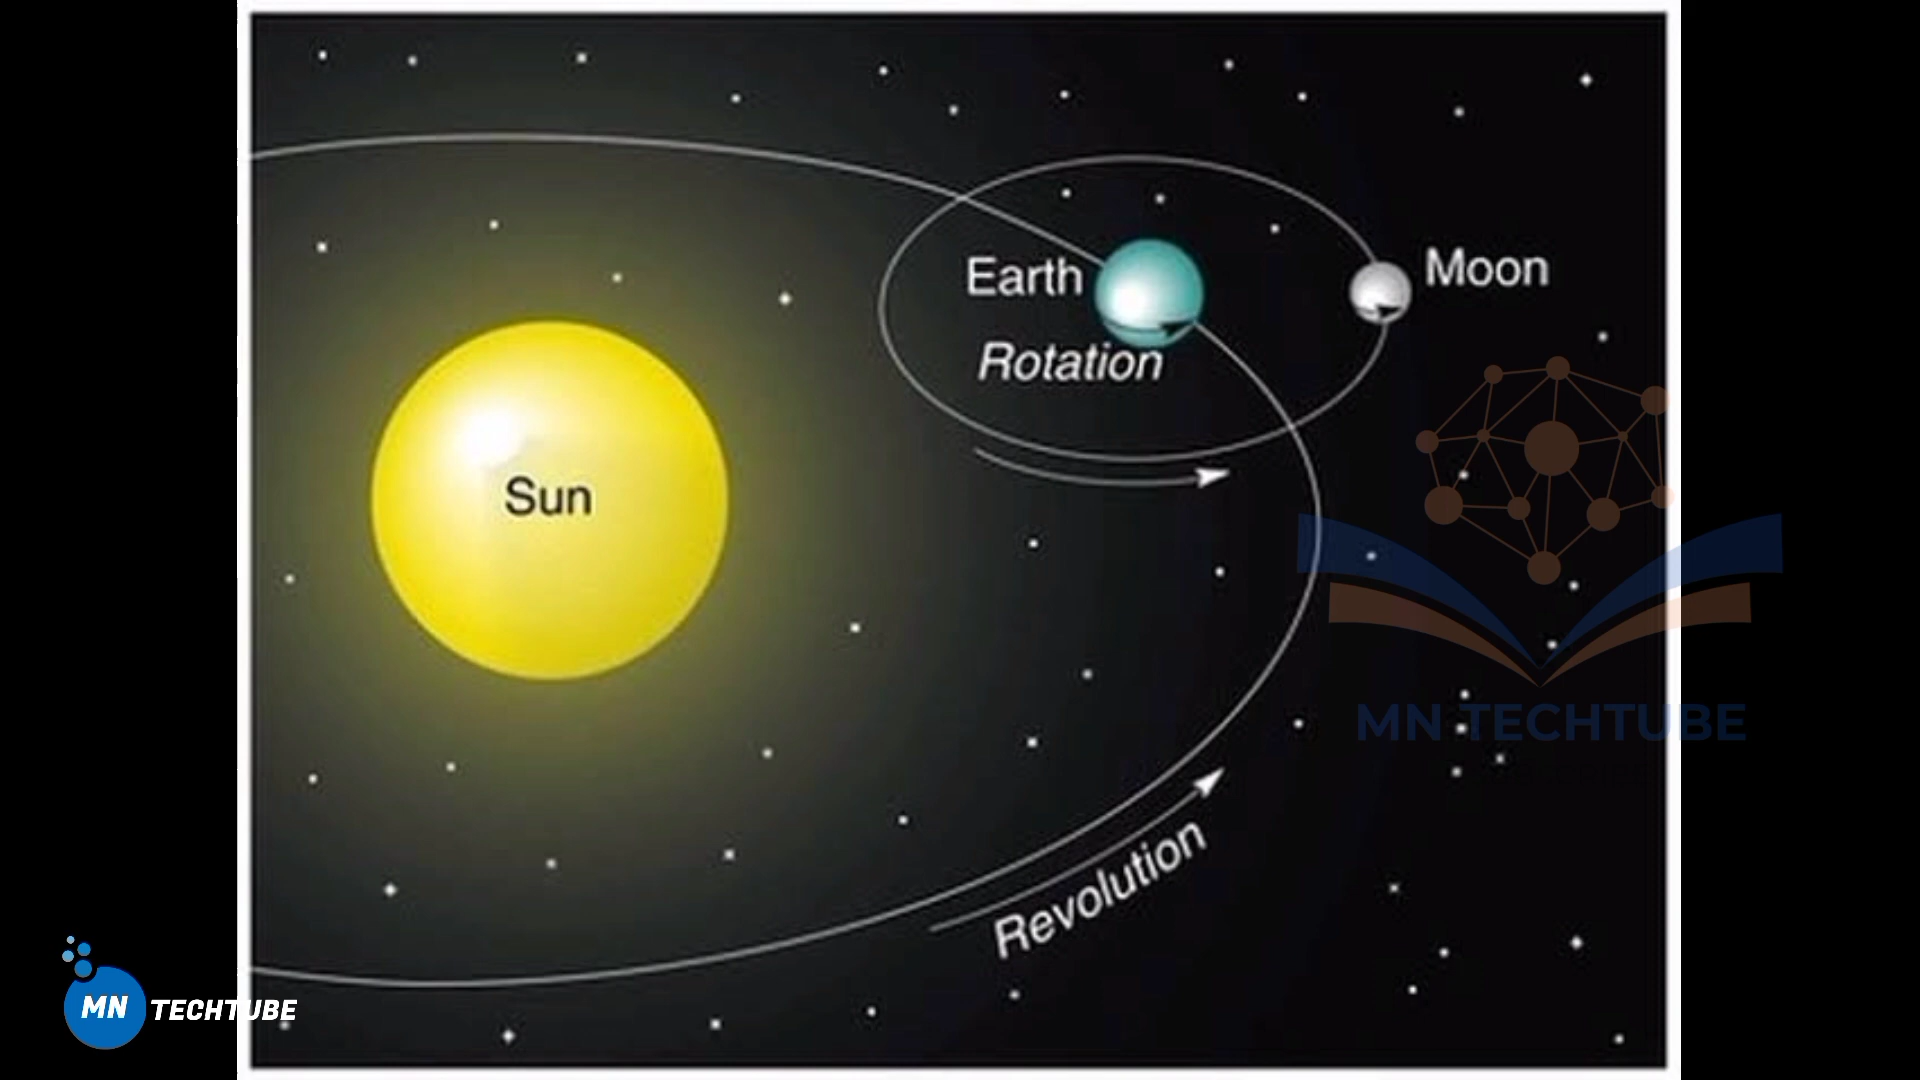 Earth
Moon
Rotation
Sun
Revolution
MN TECHTUBE
MN TECHTUBE